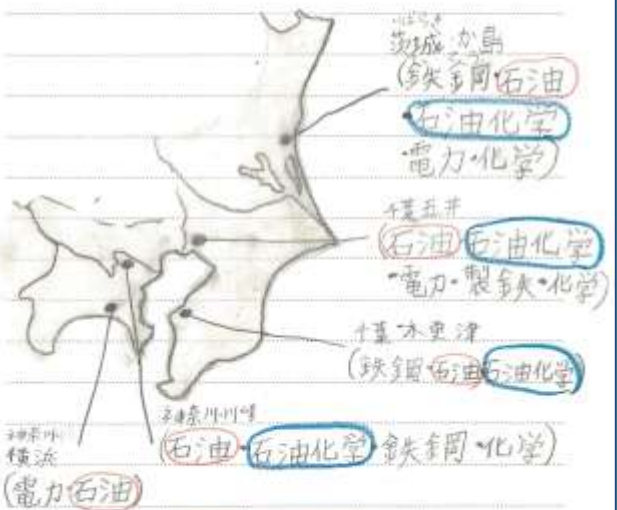 いばらき
茨城 か島
(鉄鋼・石油
・石油化学
・電力・化学)
千葉五井
(石油・石油化学
・電力・製鉄・化学)
千葉・木更津
(鉄鋼・石油・石油化学)
神奈川川崎
(石油・石油化学・鉄鋼・化学)
神奈川
横浜
(電力・石油)